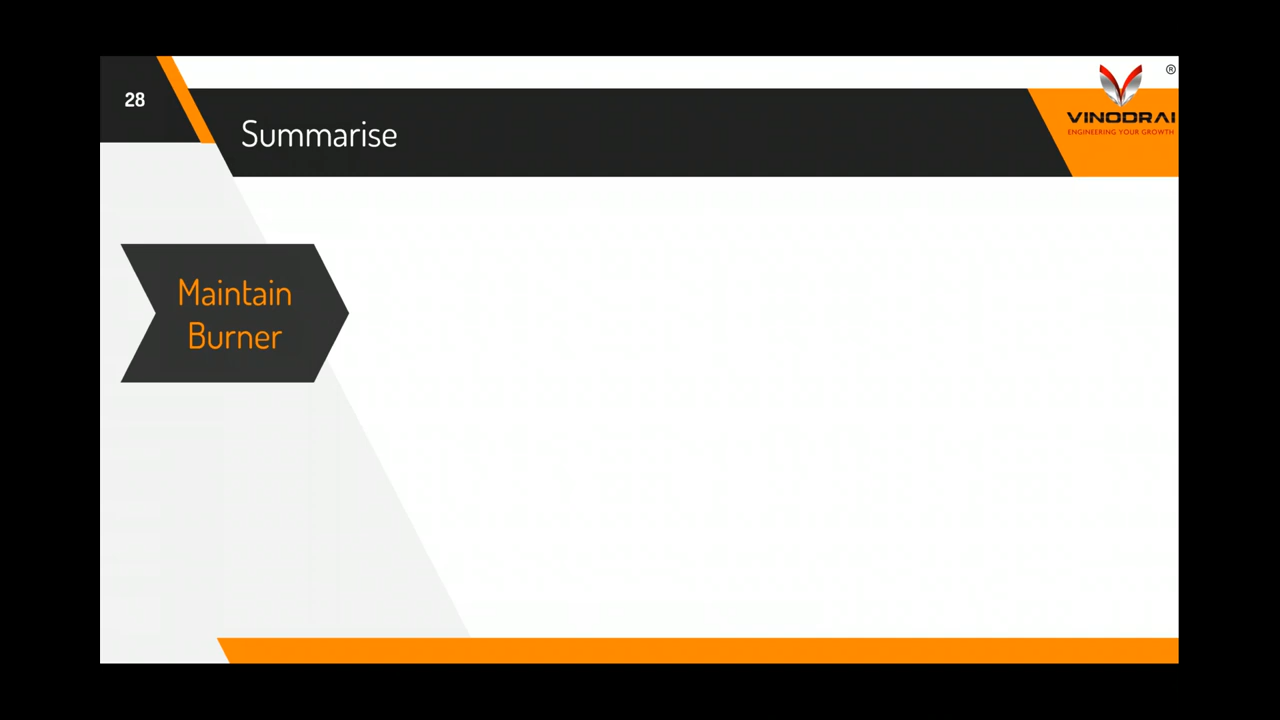 28
Summarise
®
VINODRAI
ENGINEERING YOUR GROWTH
Maintain
Burner